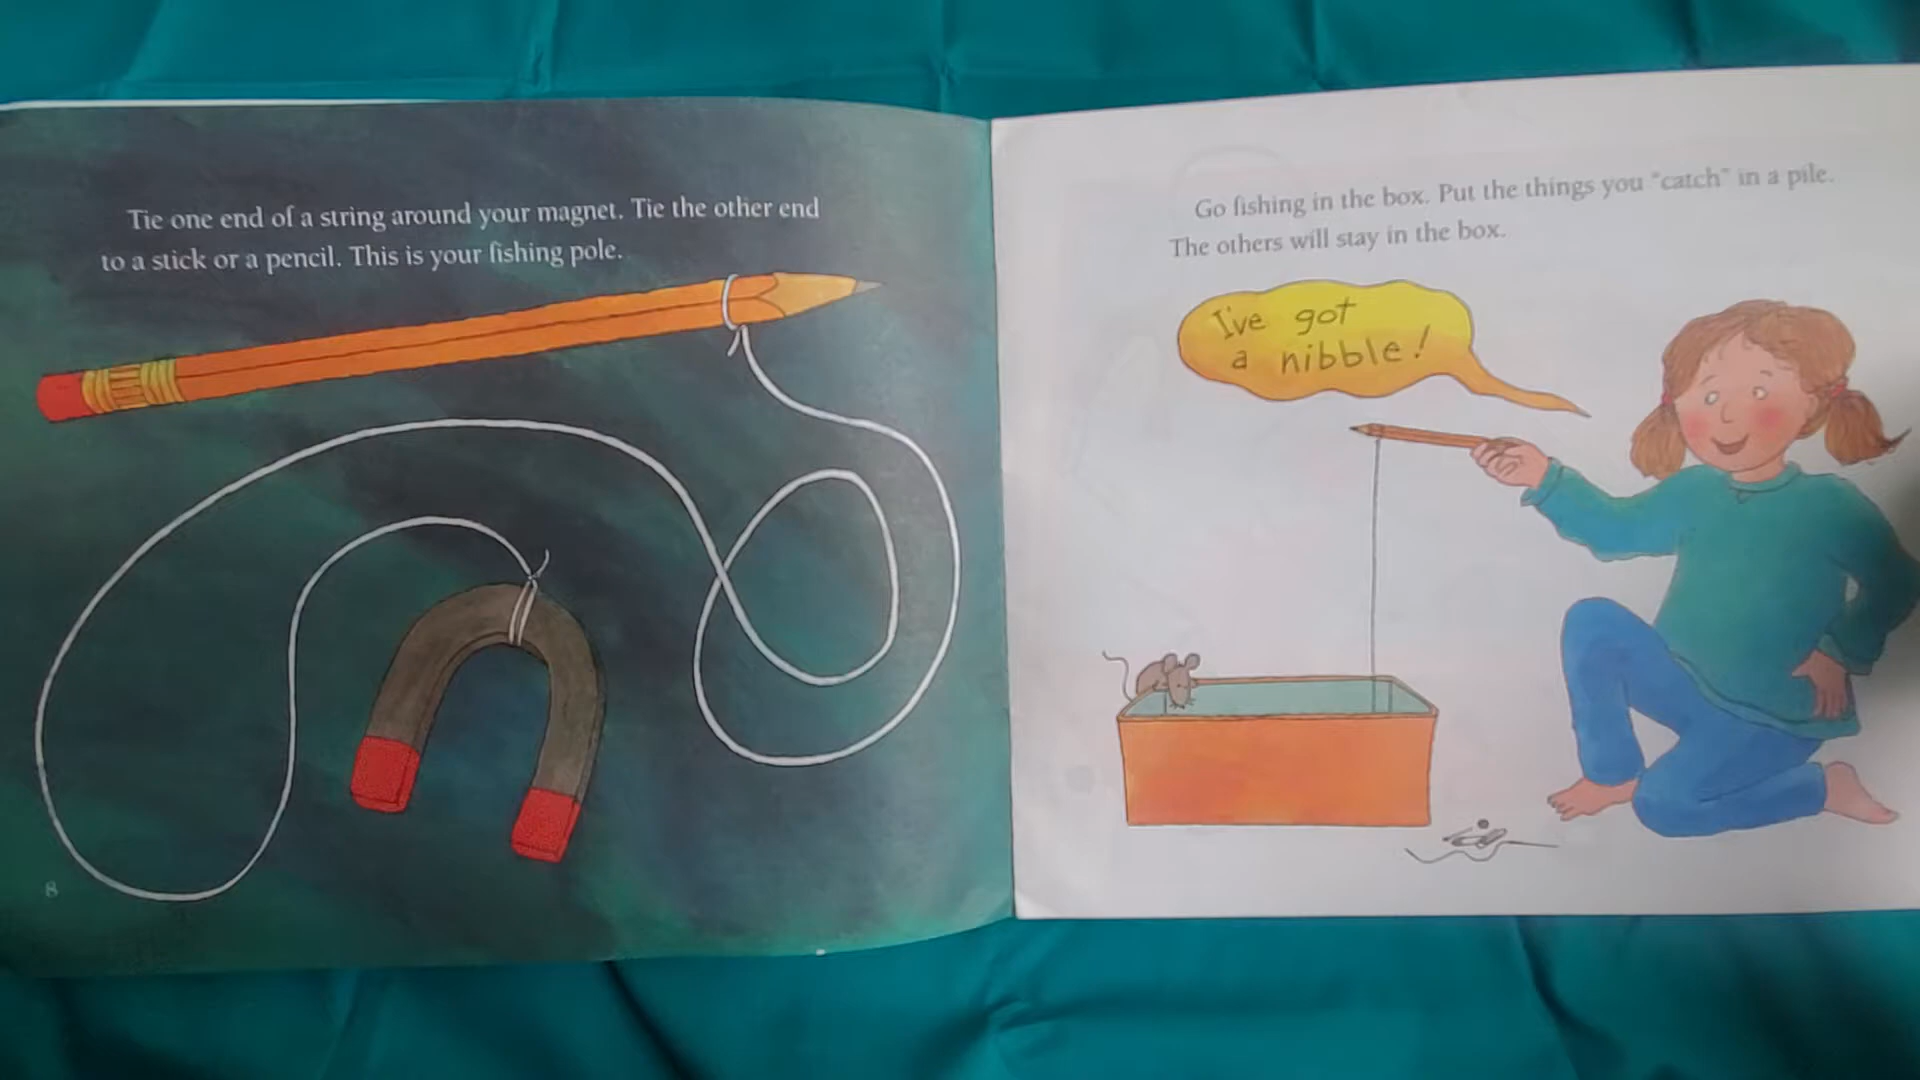 Tie one end of a string around your magnet. Tie the other end
to a stick or a pencil. This is your fishing pole.
8
Go fishing in the box. Put the things you “catch” in a pile.
The others will stay in the box.
I've got
a nibble!